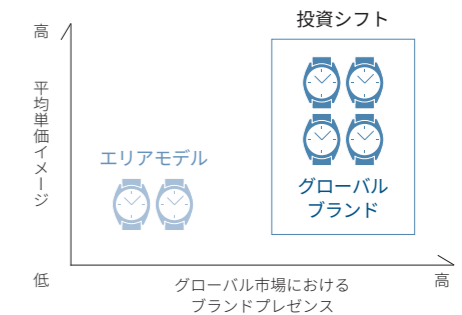 投資シフト
高
平均単価イメージ
エリアモデル
グローバル
ブランド
低
グローバル市場における
ブランドプレゼンス
高